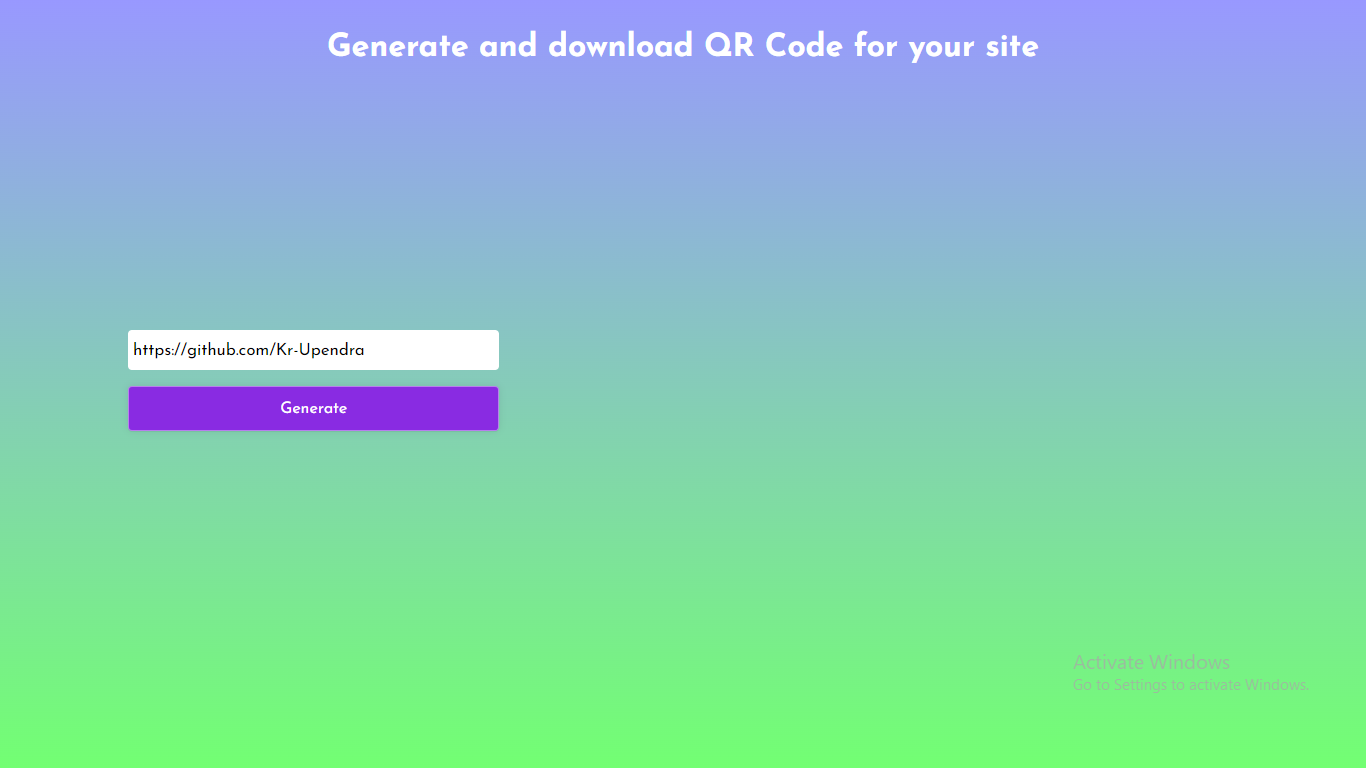 Generate and download QR Code for your site
https://github.com/Kr-Upendra
Generate
Activate Windows
Go to Settings to activate Windows.